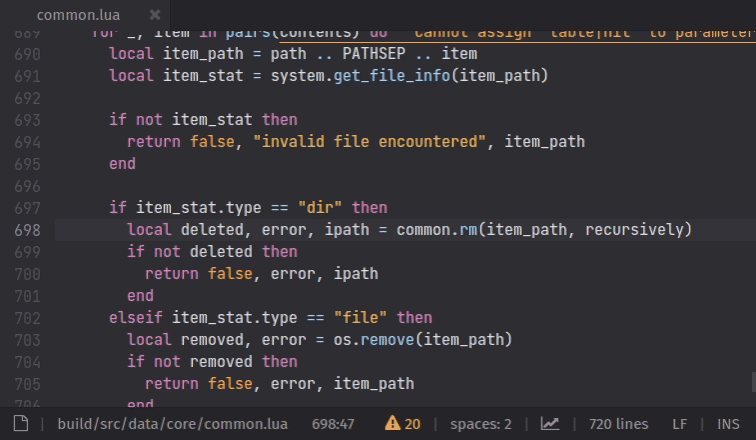 common.lua
689 for _, item in pairs(contents) do Cannot assign `table|nil` to parameter
690 local item_path = path .. PATHSEP .. item
691 local item_stat = system.get_file_info(item_path)
692
693 if not item_stat then
694 return false, "invalid file encountered", item_path
695 end
696
697 if item_stat.type == "dir" then
698 local deleted, error, ipath = common.rm(item_path, recursively)
699 if not deleted then
700 return false, error, ipath
701 end
702 elseif item_stat.type == "file" then
703 local removed, error = os.remove(item_path)
704 if not removed then
705 return false, error, item_path
706 end
build/src/data/core/common.lua 698:47 20 spaces: 2 720 lines LF INS